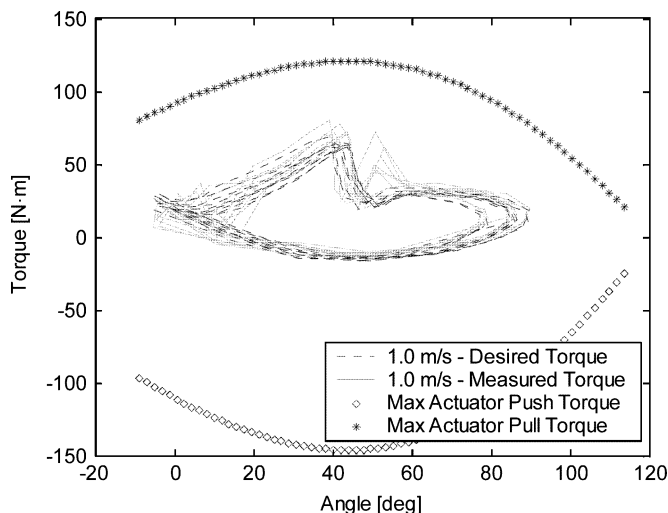 150
100
50
0
-50
-100
-150
Torque [N·m]
1.0 m/s - Desired Torque
1.0 m/s - Measured Torque
Max Actuator Push Torque
Max Actuator Pull Torque
-20 0 20 40 60 80 100 120
Angle [deg]